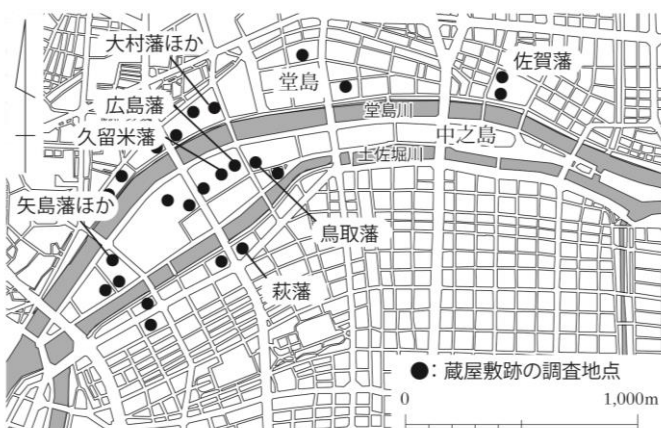 大村藩ほか
佐賀藩
堂島
広島藩
堂島川
久留米藩
中之島
土佐堀川
矢島藩ほか
鳥取藩
萩藩
●：蔵屋敷跡の調査地点
0 1,000m